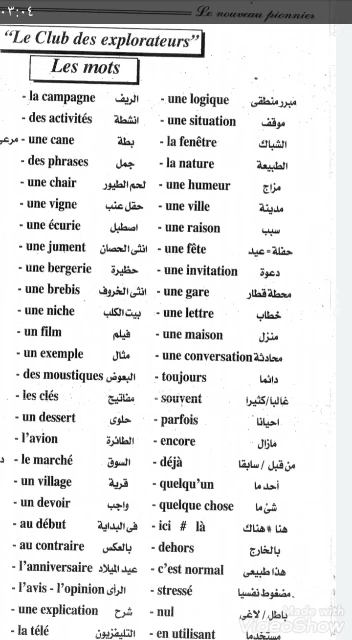 ٠٣:٠٤
Le nouveau pionnier
"Le Club des explorateurs"
Les mots
- la campagne الريف - une logique مبرر منطقى
- des activités انشطة - une situation موقف
- une cane بطة - la fenêtre الشباك
- des phrases جمل - la nature الطبيعة
- une chair لحم الطيور - une humeur مزاج
- une vigne حقل عنب - une ville مدينة
- une écurie اصطبل - une raison سبب
- une jument انثى الحصان - une fête حفلة = عيد
- une bergerie حظيرة - une invitation دعوة
- une brebis انثى الخروف - une gare محطة قطار
- une niche بيت الكلب - une lettre خطاب
- un film فيلم - une maison منزل
- un exemple مثال - une conversation محادثة
- des moustiques البعوض - toujours دائما
- les clés مفاتيح - souvent غالبا/كثيرا
- un dessert حلوى - parfois احيانا
- l'avion الطائرة - encore مازال
- le marché السوق - déjà من قبل / سابقا
- un village قرية - quelqu'un أحد ما
- un devoir واجب - quelque chose شئ ما
- au début فى البداية - ici # là هنا # هناك
- au contraire بالعكس - dehors بالخارج
- l'anniversaire عيد الميلاد - c'est normal هذا طبيعى
- l'avis - l'opinion الرأى - stressé مضغوط نفسيا
- une explication شرح - nul باطل / لاغى
- la télé التليفزيون - en utilisant مستخدما
Made with
VideoShow